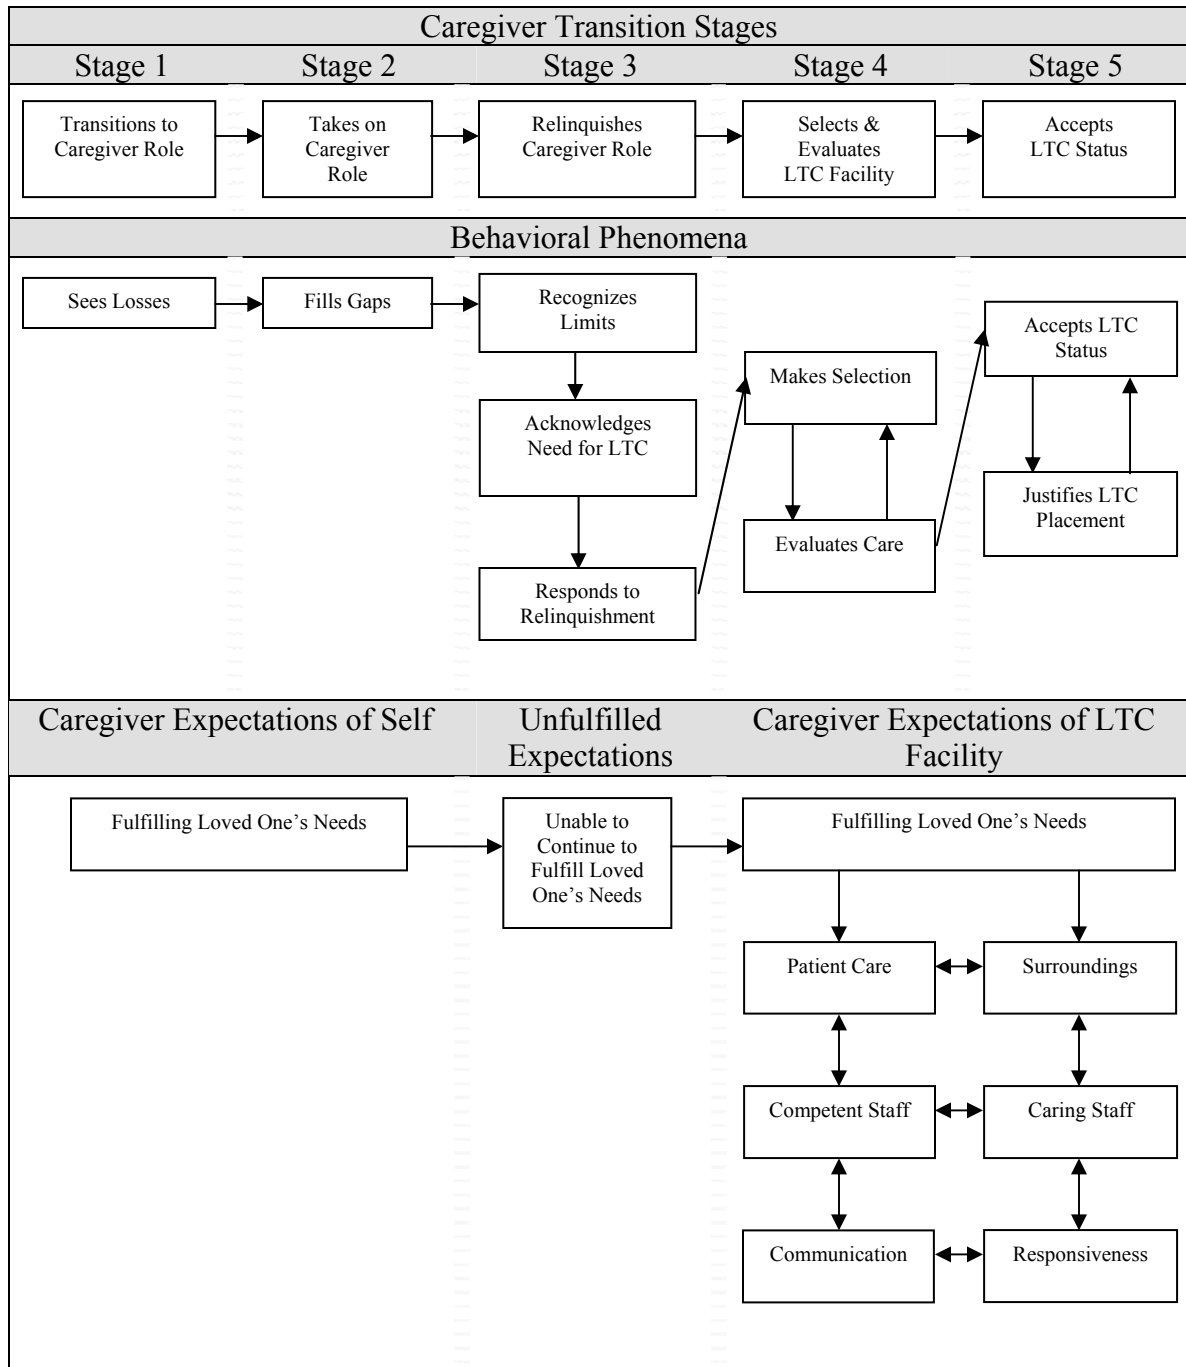 Caregiver Transition Stages
Stage 1
Stage 2
Stage 3
Stage 4
Stage 5
Transitions to
Caregiver Role
Takes on
Caregiver
Role
Relinquishes
Caregiver Role
Selects &
Evaluates
LTC Facility
Accepts
LTC Status
Behavioral Phenomena
Sees Losses
Fills Gaps
Recognizes
Limits
Acknowledges
Need for LTC
Responds to
Relinquishment
Makes Selection
Evaluates Care
Accepts LTC
Status
Justifies LTC
Placement
Caregiver Expectations of Self
Unfulfilled
Expectations
Caregiver Expectations of LTC
Facility
Fulfilling Loved One’s Needs
Unable to
Continue to
Fulfill Loved
One’s Needs
Fulfilling Loved One’s Needs
Patient Care
Surroundings
Competent Staff
Caring Staff
Communication
Responsiveness